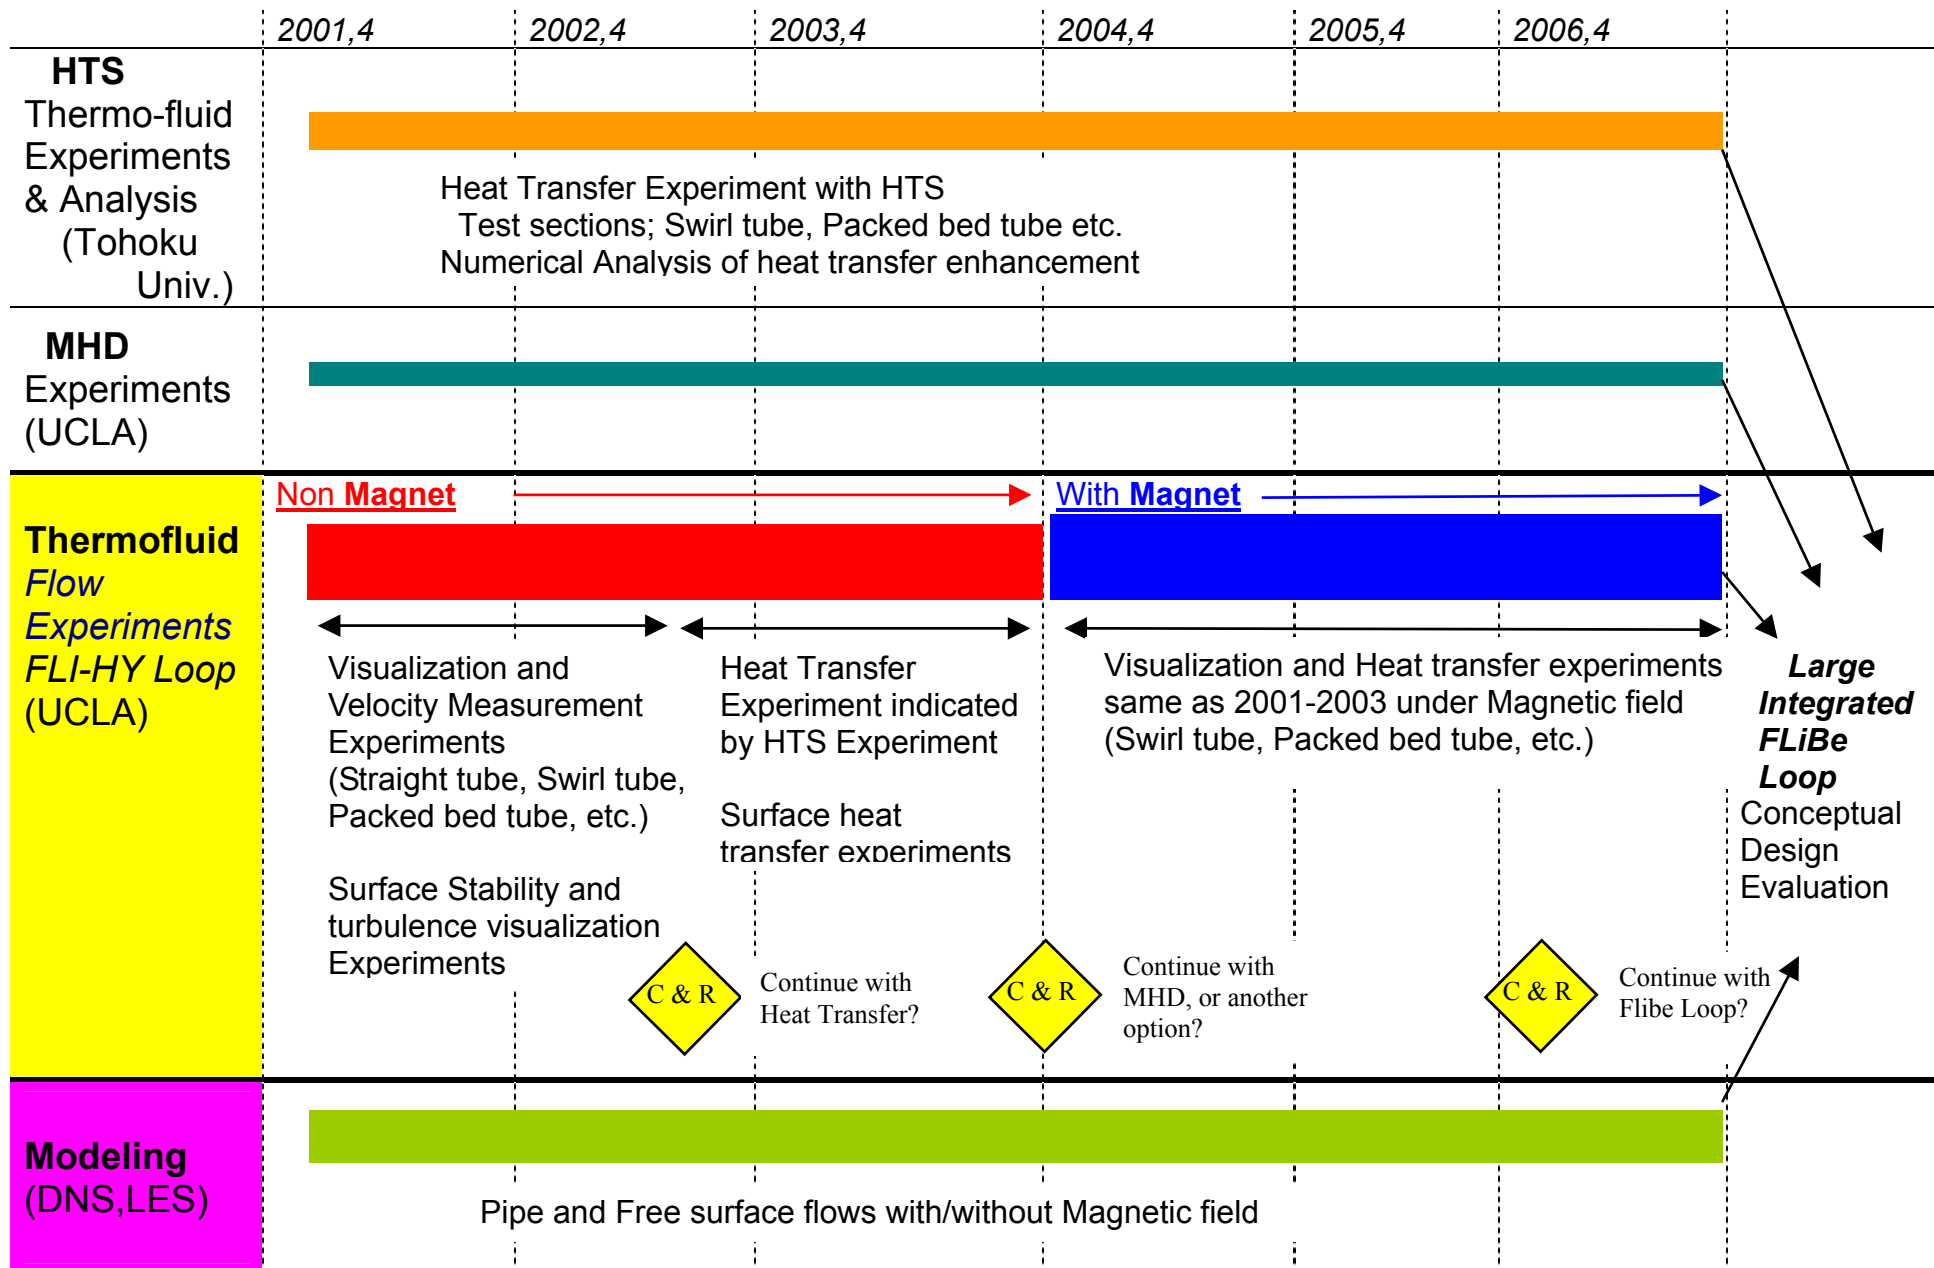 2001,4 2002,4 2003,4 2004,4 2005,4 2006,4
HTS
Thermo-fluid
Experiments
& Analysis
(Tohoku
Univ.)
Heat Transfer Experiment with HTS
Test sections; Swirl tube, Packed bed tube etc.
Numerical Analysis of heat transfer enhancement
MHD
Experiments
(UCLA)
Thermofluid
Flow
Experiments
FLI-HY Loop
(UCLA)
Non Magnet
With Magnet
Visualization and
Velocity Measurement
Experiments
(Straight tube, Swirl tube,
Packed bed tube, etc.)
Surface Stability and
turbulence visualization
Experiments
Heat Transfer
Experiment indicated
by HTS Experiment
Surface heat
transfer experiments
Visualization and Heat transfer experiments
same as 2001-2003 under Magnetic field
(Swirl tube, Packed bed tube, etc.)
C & R
Continue with
Heat Transfer?
C & R
Continue with
MHD, or another
option?
C & R
Continue with
Flibe Loop?
Large
Integrated
FLiBe
Loop
Conceptual
Design
Evaluation
Modeling
(DNS,LES)
Pipe and Free surface flows with/without Magnetic field